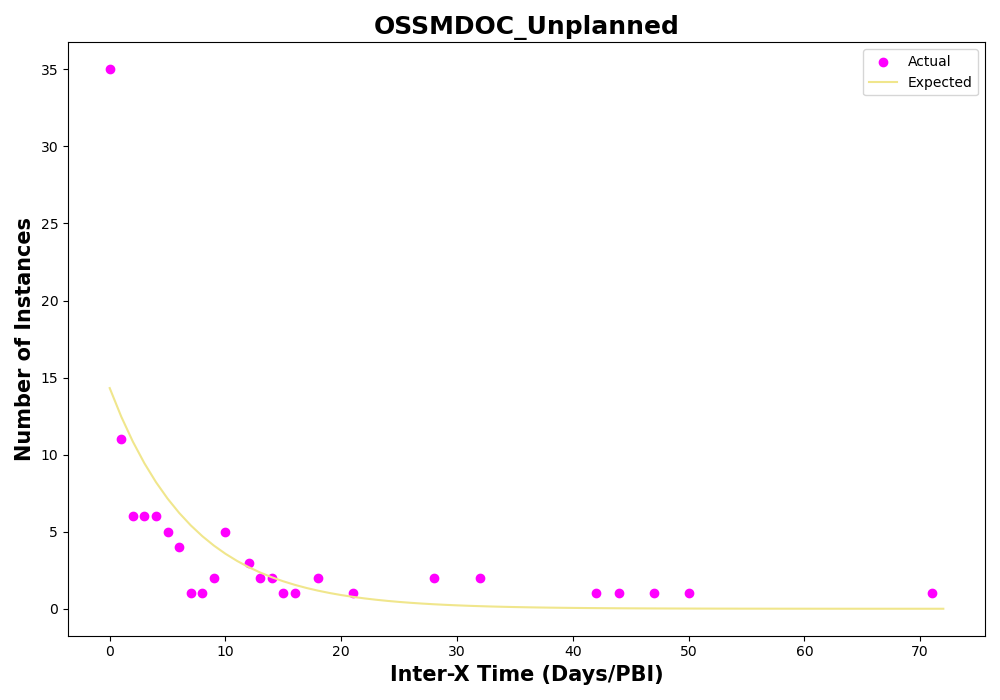 OSSMDOC_Unplanned
Actual
Expected
35
30
25
20
15
10
5
0
Number of Instances
0 10 20 30 40 50 60 70
Inter-X Time (Days/PBI)